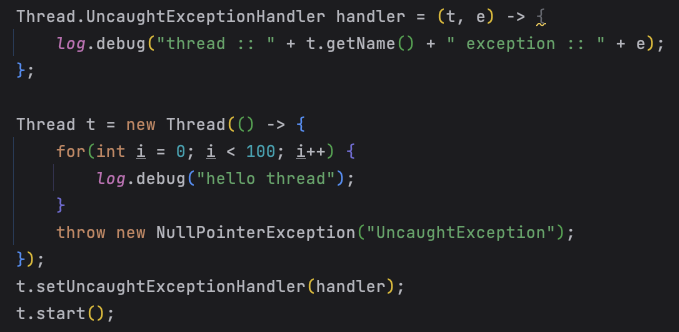 Thread.UncaughtExceptionHandler handler = (t, e) -> {
    log.debug("thread :: " + t.getName() + " exception :: " + e);
};

Thread t = new Thread(() -> {
    for(int i = 0; i < 100; i++) {
        log.debug("hello thread");
    }
    throw new NullPointerException("UncaughtException");
});
t.setUncaughtExceptionHandler(handler);
t.start();